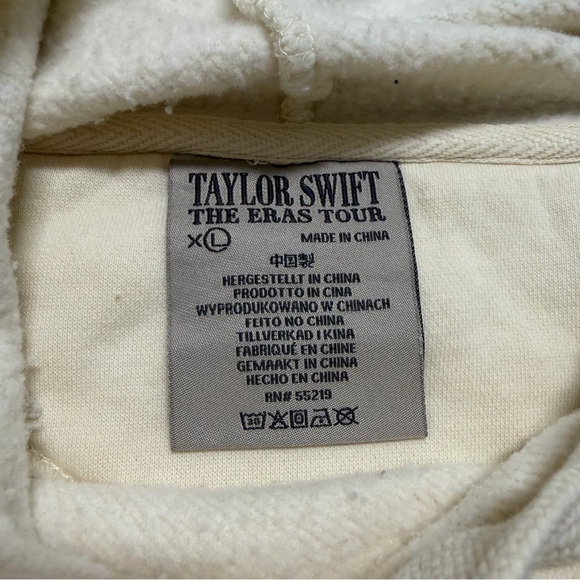 TAYLOR SWIFT
THE ERAS TOUR
XL MADE IN CHINA
中国製
HERGESTELLT IN CHINA
PRODOTTO IN CINA
WYPRODUKOWANO W CHINACH
FEITO NO CHINA
TILLVERKAD I KINA
FABRIQUÉ EN CHINE
GEMAAKT IN CHINA
HECHO EN CHINA
RN# 55219
30